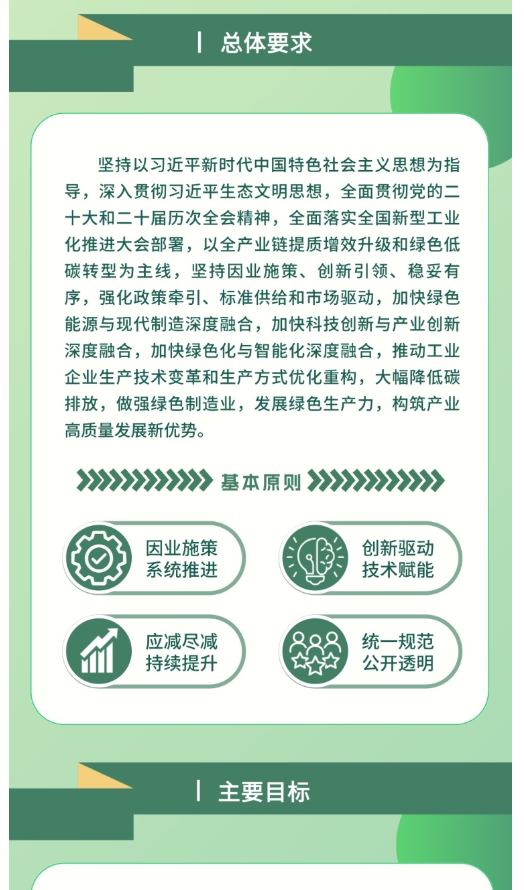 总体要求
坚持以习近平新时代中国特色社会主义思想为指
导，深入贯彻习近平生态文明思想，全面贯彻党的二
十大和二十届历次全会精神，全面落实全国新型工业
化推进大会部署，以全产业链提质增效升级和绿色低
碳转型为主线，坚持因业施策、创新引领、稳妥有
序，强化政策牵引、标准供给和市场驱动，加快绿色
能源与现代制造深度融合，加快科技创新与产业创新
深度融合，加快绿色化与智能化深度融合，推动工业
企业生产技术变革和生产方式优化重构，大幅降低碳
排放，做强绿色制造业，发展绿色生产力，构筑产业
高质量发展新优势。
基本原则
因业施策
系统推进
创新驱动
技术赋能
应减尽减
持续提升
统一规范
公开透明
主要目标